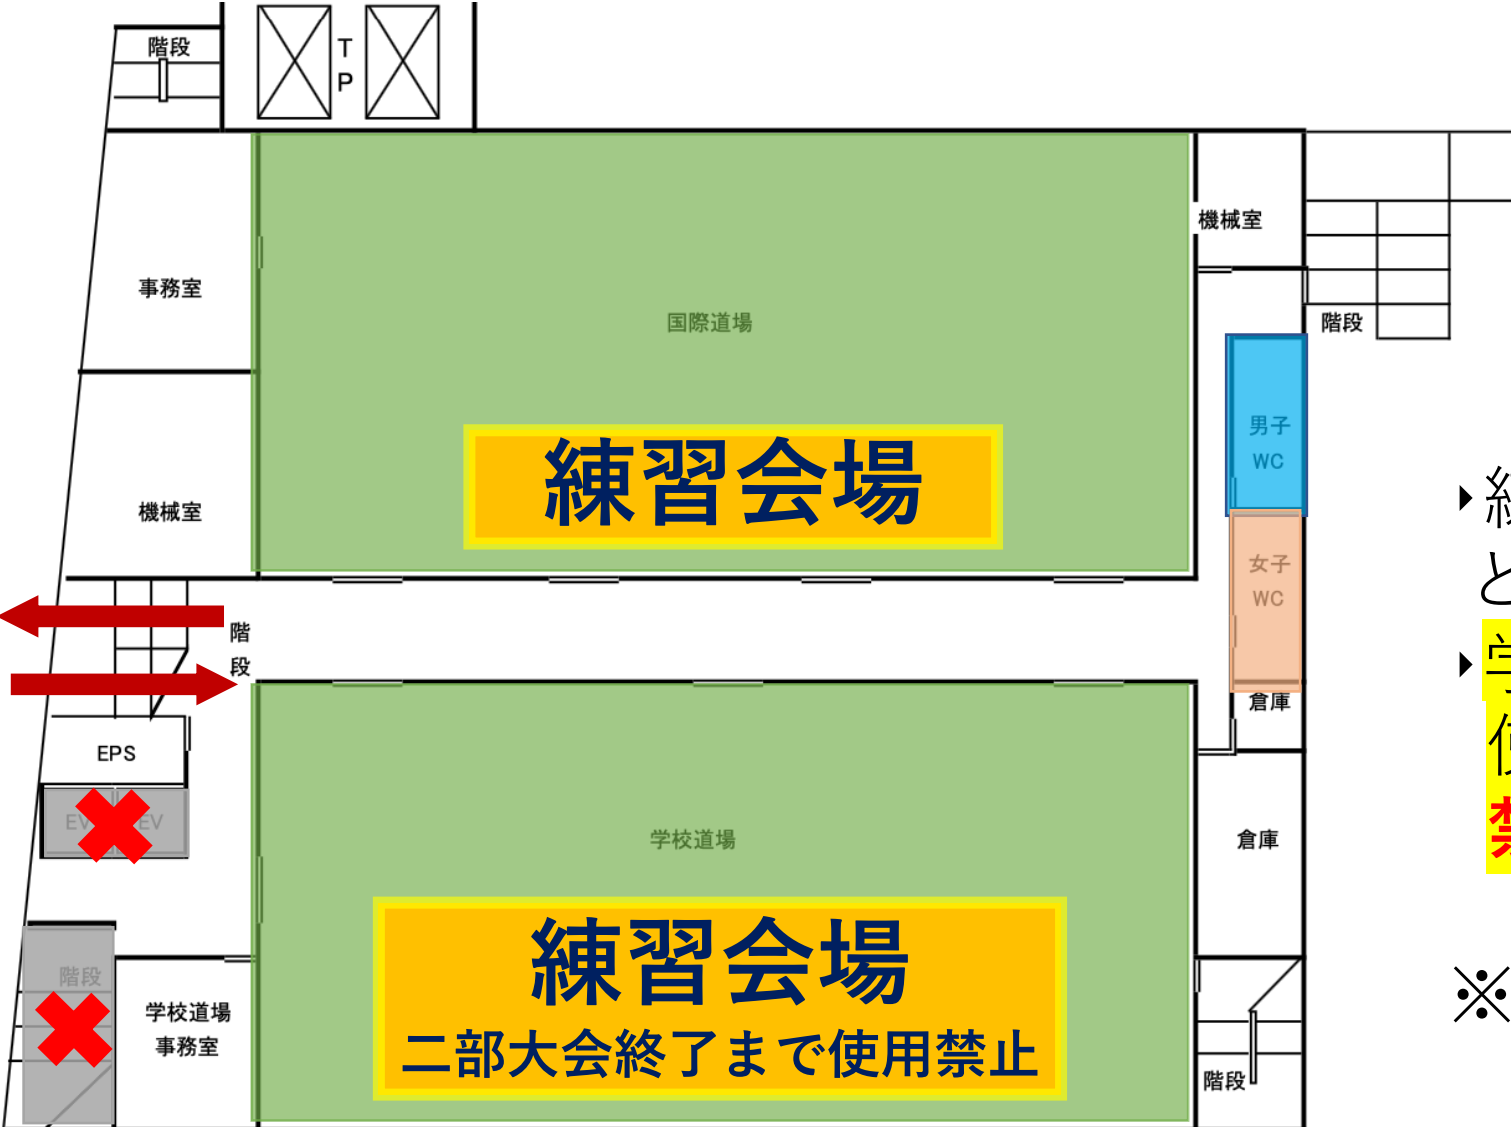 階段
T
P
機械室
事務室
国際道場
階段
男子
WC
練習会場
機械室
女子
WC
階
段
倉庫
EPS
EV
EV
学校道場
倉庫
練習会場
二部大会終了まで使用禁止
階段
学校道場
事務室
階段
と
※